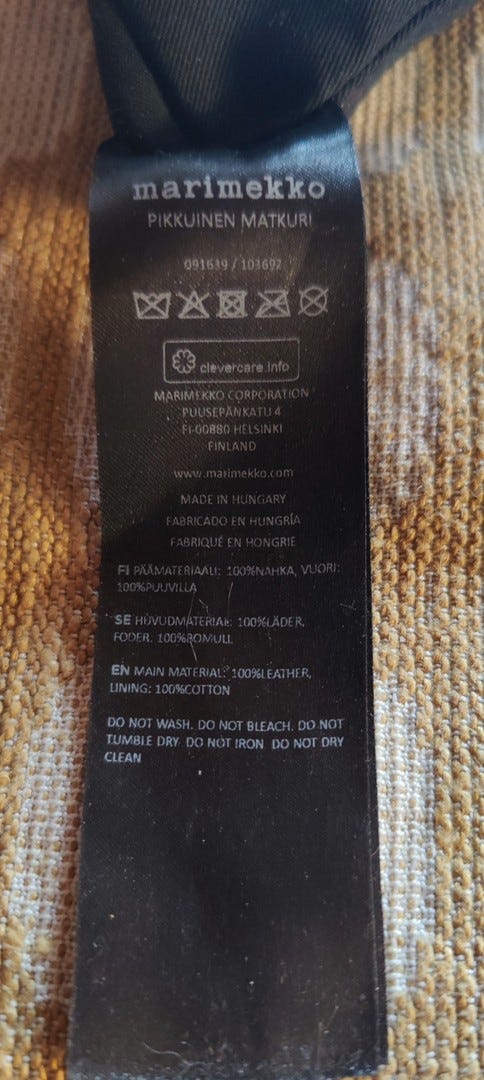 marimekko
PIKKUINEN MATKURI
091639 / 103692
clevercare.info
MARIMEKKO CORPORATION
PUUSEPÄNKATU 4
FI-00880 HELSINKI
FINLAND
www.marimekko.com
MADE IN HUNGARY
FABRICADO EN HUNGRÍA
FABRIQUÉ EN HONGRIE
FI PÄÄMATERIAALI: 100%NAHKA, VUORI:
100%PUUVILLA
SE HUVUDMATERIAL: 100%LÄDER,
FODER: 100%BOMULL
EN MAIN MATERIAL: 100%LEATHER,
LINING: 100%COTTON
DO NOT WASH. DO NOT BLEACH. DO NOT
TUMBLE DRY. DO NOT IRON. DO NOT DRY
CLEAN